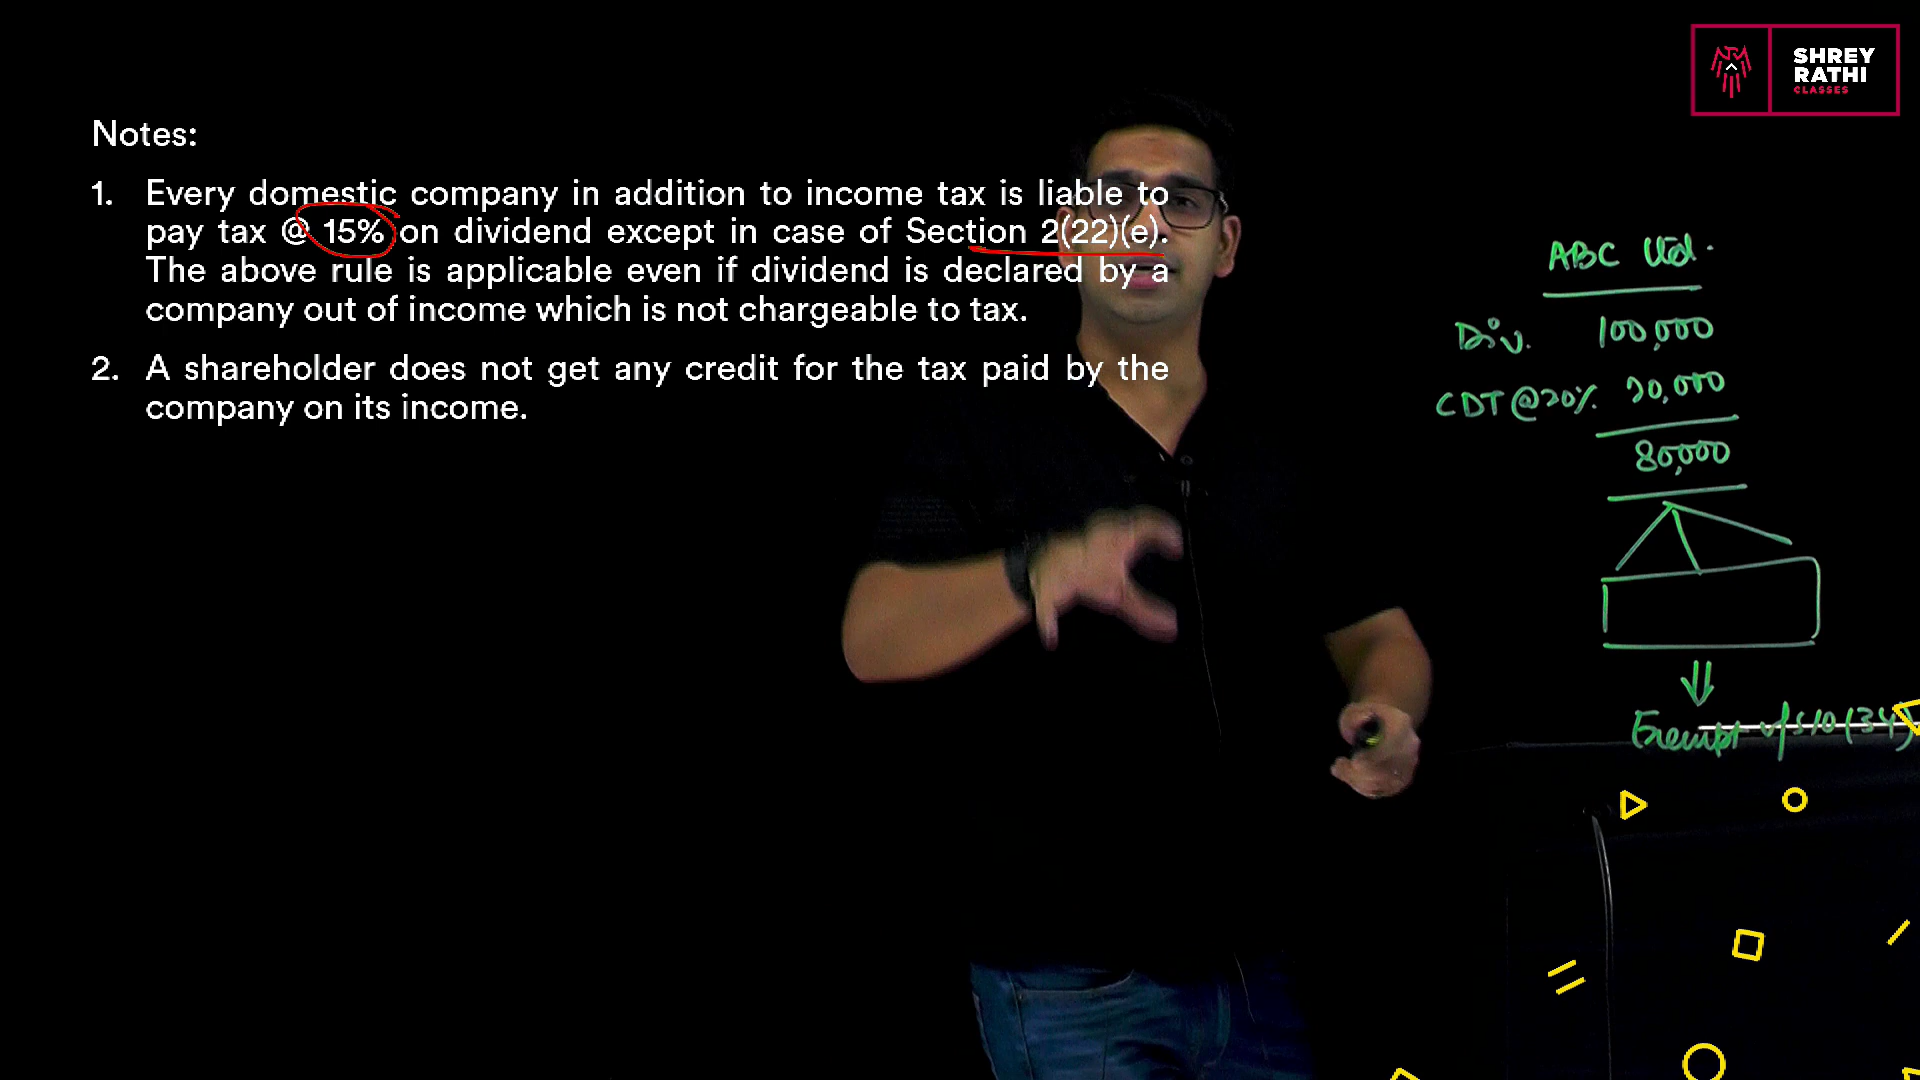 SHREY
RATHI
CLASSES
Notes:
1. Every domestic company in addition to income tax is liable to
pay tax @ 15% on dividend except in case of Section 2(22)(e).
The above rule is applicable even if dividend is declared by a
company out of income which is not chargeable to tax.
2. A shareholder does not get any credit for the tax paid by the
company on its income.
ABC Ltd.
Div. 100,000
CDT @20% 20,000
80,000
Exempt u/s 10(34)